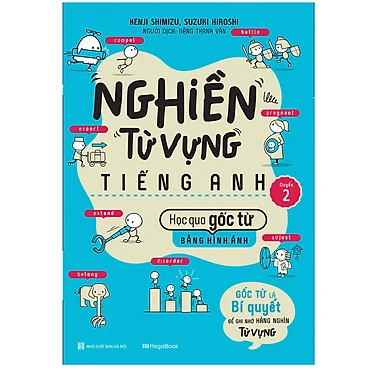 KENJI SHIMIZU, SUZUKI HIROSHI
NGƯỜI DỊCH: ĐẶNG THANH VÂN
compel
battle
NGHIỀN
pregnant
export
TỪ VỰNG
TIẾNG ANH
Quyển
2
extend
Học qua gốc từ
BẰNG HÌNH ẢNH
adjust
belong
disorder
GỐC TỪ LÀ
Bí quyết
ĐỂ GHI NHỚ HÀNG NGHÌN
TỪ VỰNG
NHÀ XUẤT BẢN HÀ NỘI
MegaBook